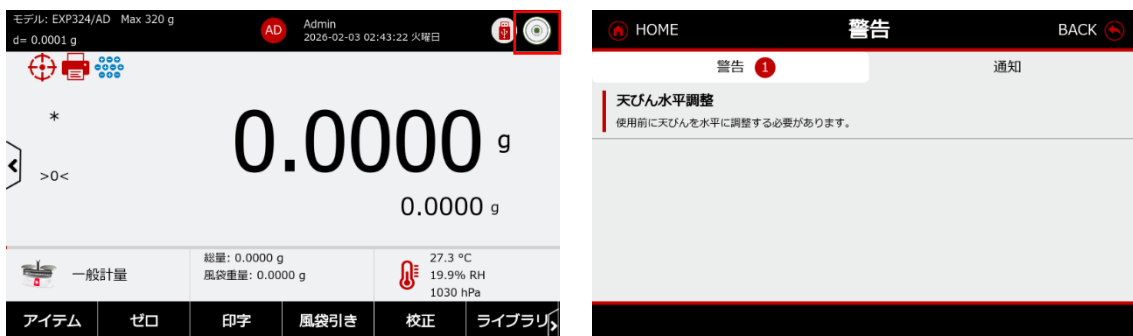 モデル: EXP324/AD Max 320 g
d= 0.0001 g
AD
Admin
2026-02-03 02:43:22 火曜日
*
0.0000 g
>0<
0.0000 g
一般計量
総量: 0.0000 g
風袋重量: 0.0000 g
27.3 °C
19.9% RH
1030 hPa
アイテム
ゼロ
印字
風袋引き
校正
ライブラリ
HOME
警告
BACK
警告 1
通知
天びん水平調整
使用前に天びんを水平に調整する必要があります。